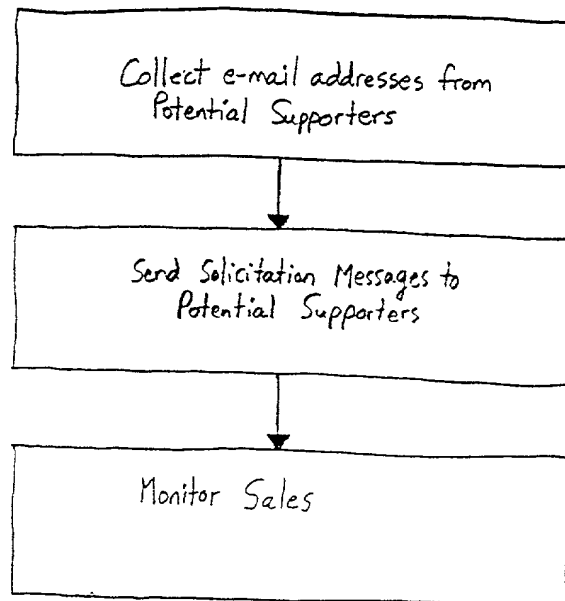 Collect e-mail addresses from
Potential Supporters
Send Solicitation Messages to
Potential Supporters
Monitor Sales